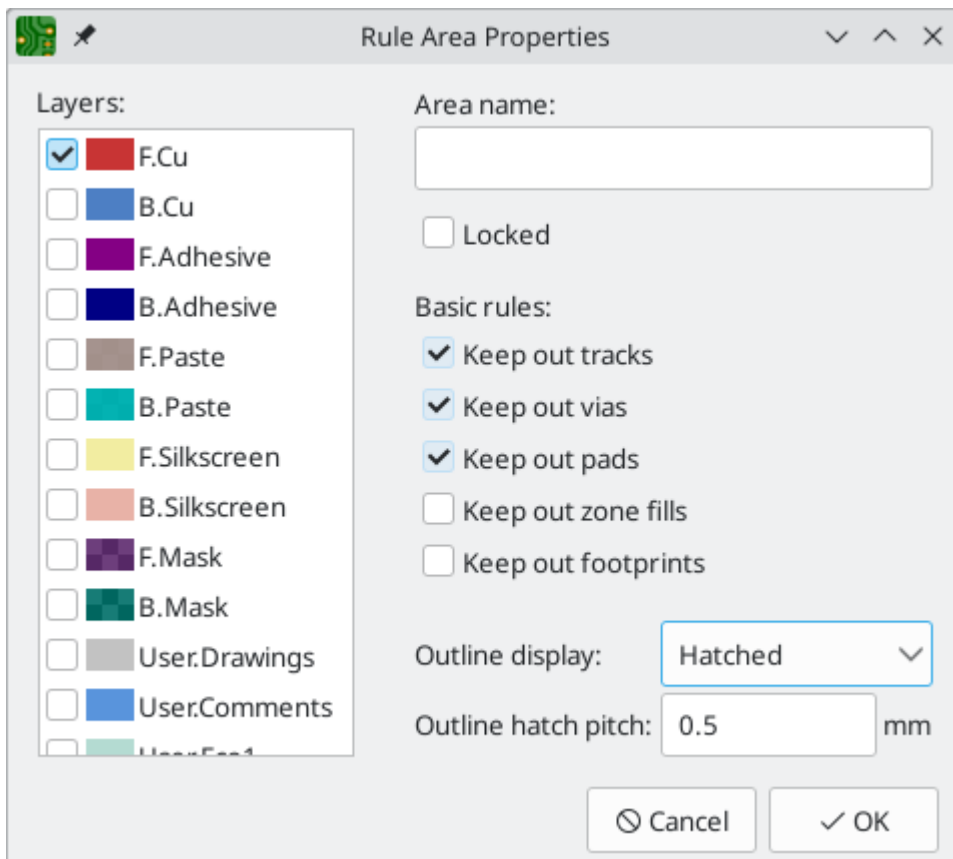 Rule Area Properties
Layers:
F.Cu
B.Cu
F.Adhesive
B.Adhesive
F.Paste
B.Paste
F.Silkscreen
B.Silkscreen
F.Mask
B.Mask
User.Drawings
User.Comments
User.Eco1
Area name:
Locked
Basic rules:
Keep out tracks
Keep out vias
Keep out pads
Keep out zone fills
Keep out footprints
Outline display: Hatched
Outline hatch pitch: 0.5 mm
Cancel OK